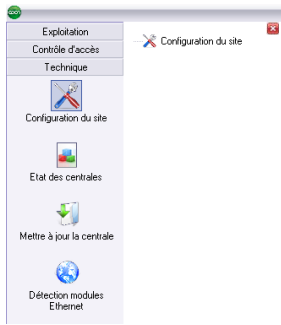 Exploitation
Contrôle d'accès
Technique
Configuration du site
Etat des centrales
Mettre à jour la centrale
Détection modules
Ethernet
Configuration du site